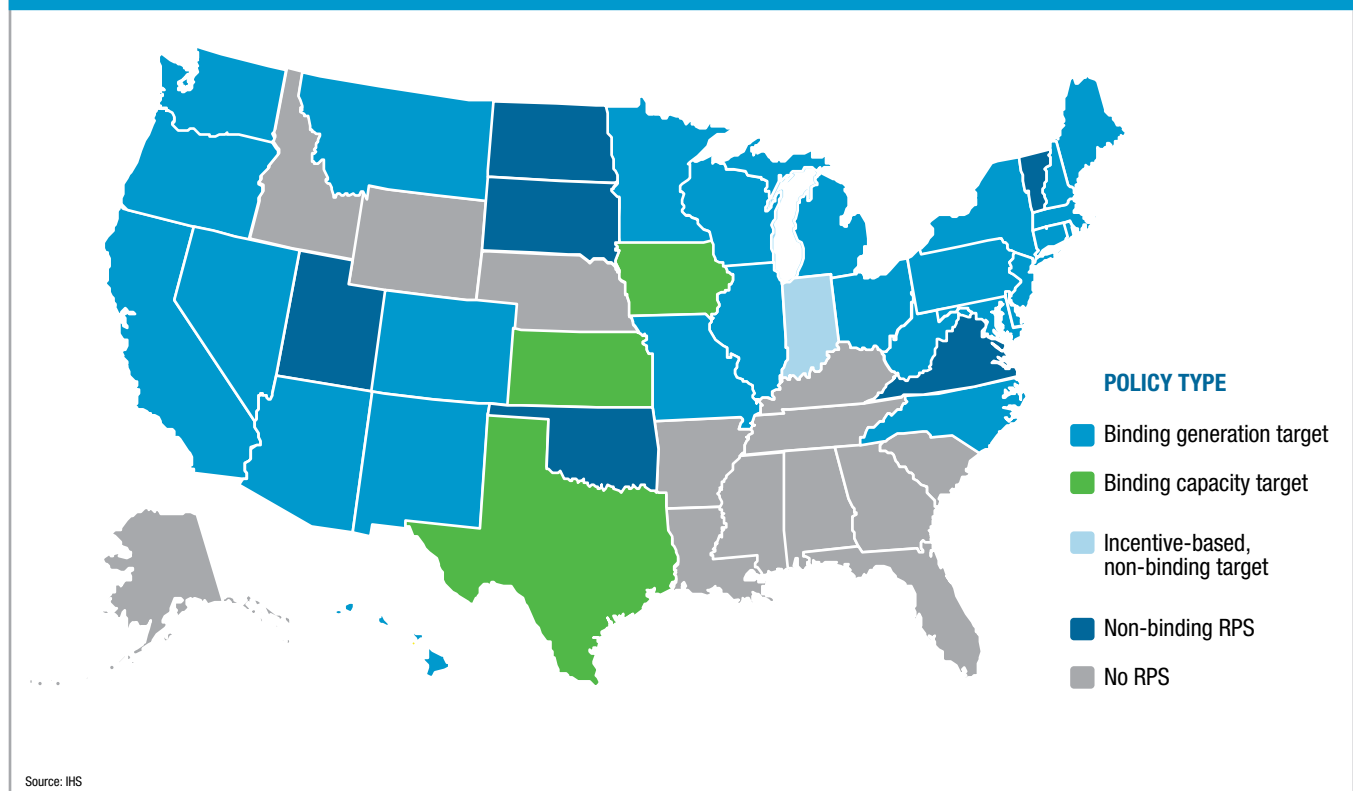 POLICY TYPE
Binding generation target
Binding capacity target
Incentive-based,
non-binding target
Non-binding RPS
No RPS
Source: IHS